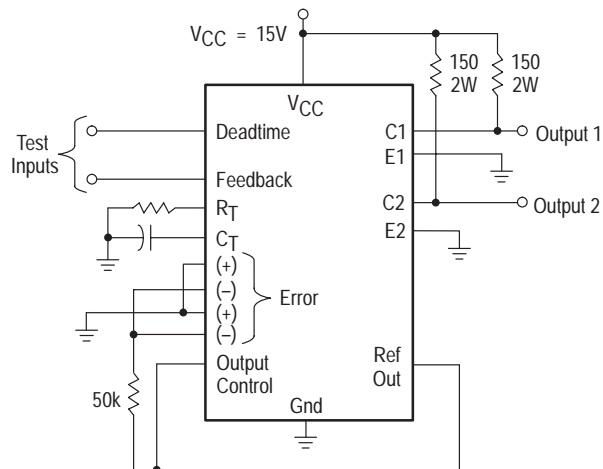 VCC = 15V
150
2W
150
2W
VCC
Test
Inputs
Deadtime
C1
Output 1
E1
Feedback
RT
C2
Output 2
CT
E2
(+)
(–)
(+)
(–)
Error
Output
Control
Ref
Out
50k
Gnd